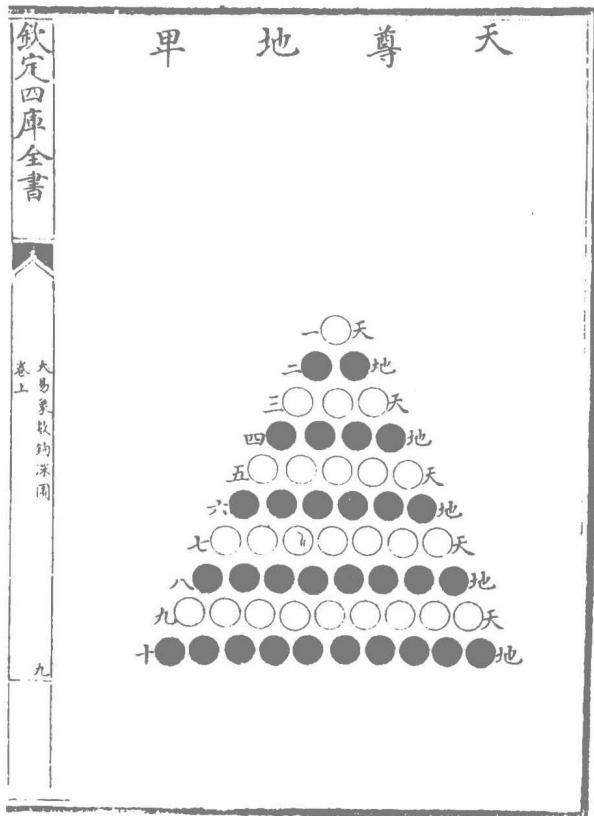 天尊地卑
天一
地二
天三
地四
天五
地六
天七
地八
天九
地十
欽定四庫全書
大易象數鈎深圖
卷上
九